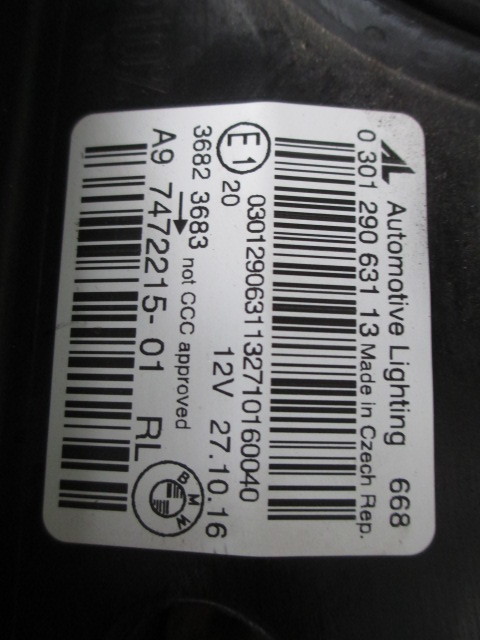 AL Automotive Lighting 668
0 301 290 631 13 Made in Czech Rep.
0301290631132710160040
E1 20 12V 27.10.16
3682 3683 not CCC approved
A9 7472215-01 RL
BMW